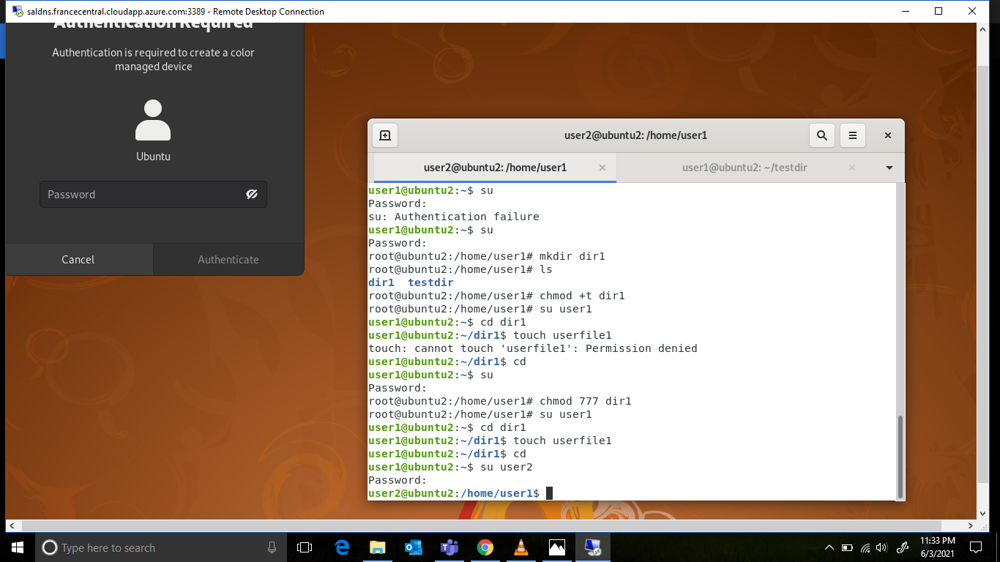 saldns.francecentral.cloudapp.azure.com:3389 - Remote Desktop Connection
Authentication Required
Authentication is required to create a color
managed device
Ubuntu
Password
Cancel
Authenticate
user2@ubuntu2: /home/user1
user2@ubuntu2: /home/user1
user1@ubuntu2: ~/testdir
user1@ubuntu2:~$ su
Password:
su: Authentication failure
user1@ubuntu2:~$ su
Password:
root@ubuntu2:/home/user1# mkdir dir1
root@ubuntu2:/home/user1# ls
dir1  testdir
root@ubuntu2:/home/user1# chmod +t dir1
root@ubuntu2:/home/user1# su user1
user1@ubuntu2:~$ cd dir1
user1@ubuntu2:~/dir1$ touch userfile1
touch: cannot touch 'userfile1': Permission denied
user1@ubuntu2:~/dir1$ cd
user1@ubuntu2:~$ su
Password:
root@ubuntu2:/home/user1# chmod 777 dir1
root@ubuntu2:/home/user1# su user1
user1@ubuntu2:~$ cd dir1
user1@ubuntu2:~/dir1$ touch userfile1
user1@ubuntu2:~/dir1$ cd
user1@ubuntu2:~$ su user2
Password:
user2@ubuntu2:/home/user1$
Type here to search
11:33 PM
6/3/2021